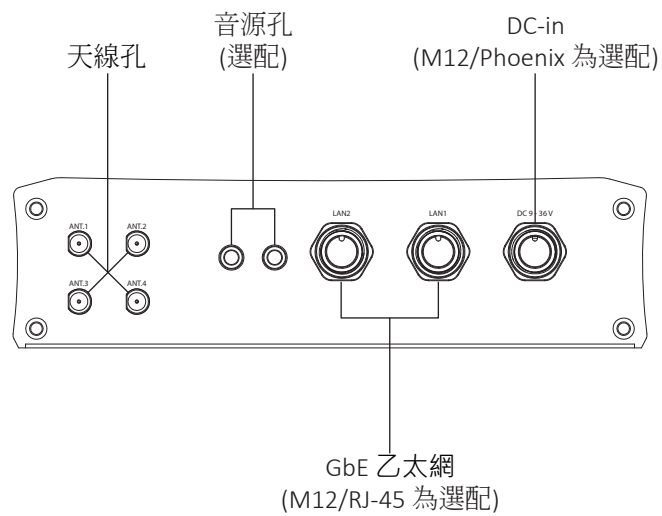 音源孔
(選配)
DC-in
(M12/Phoenix 為選配)
天線孔
LAN2
LAN1
DC 9 - 36 V
ANT.1
ANT.2
ANT.3
ANT.4
GbE 乙太網
(M12/RJ-45 為選配)